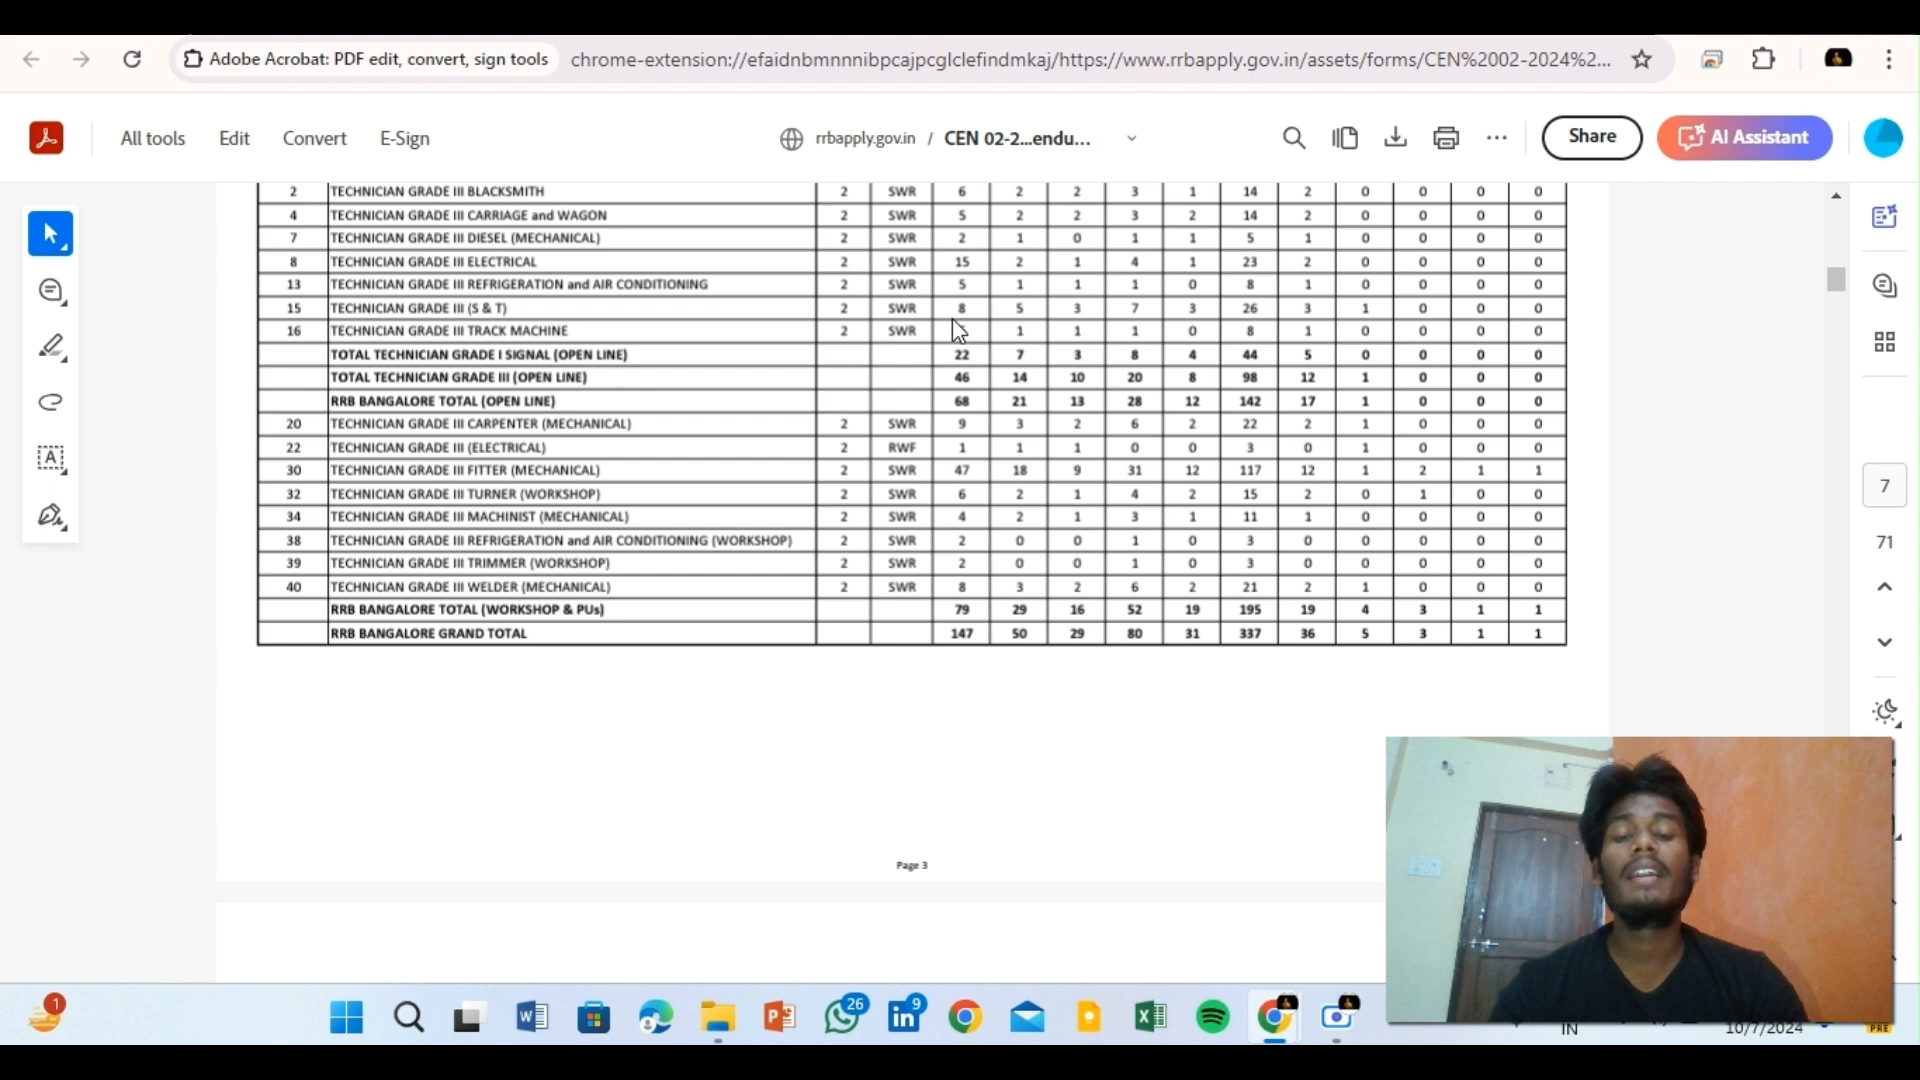 Adobe Acrobat: PDF edit, convert, sign tools chrome-extension://efaidnbmnnnibpcajpcglclefindmkaj/https://www.rrbapply.gov.in/assets/forms/CEN%2002-2024%2...
All tools Edit Convert E-Sign rrbapply.gov.in / CEN 02-2...endu... Share AI Assistant
2 TECHNICIAN GRADE III BLACKSMITH 2 SWR 6 2 2 3 1 14 2 0 0 0 0
4 TECHNICIAN GRADE III CARRIAGE and WAGON 2 SWR 5 2 2 3 2 14 2 0 0 0 0
7 TECHNICIAN GRADE III DIESEL (MECHANICAL) 2 SWR 2 1 0 1 1 5 1 0 0 0 0
8 TECHNICIAN GRADE III ELECTRICAL 2 SWR 15 2 1 4 1 23 2 0 0 0 0
13 TECHNICIAN GRADE III REFRIGERATION and AIR CONDITIONING 2 SWR 5 1 1 1 0 8 1 0 0 0 0
15 TECHNICIAN GRADE III (S & T) 2 SWR 8 5 3 7 3 26 3 1 0 0 0
16 TECHNICIAN GRADE III TRACK MACHINE 2 SWR 1 1 1 0 8 1 0 0 0 0
TOTAL TECHNICIAN GRADE I SIGNAL (OPEN LINE) 22 7 3 8 4 44 5 0 0 0 0
TOTAL TECHNICIAN GRADE III (OPEN LINE) 46 14 10 20 8 98 12 1 0 0 0
RRB BANGALORE TOTAL (OPEN LINE) 68 21 13 28 12 142 17 1 0 0 0
20 TECHNICIAN GRADE III CARPENTER (MECHANICAL) 2 SWR 9 3 2 6 2 22 2 1 0 0 0
22 TECHNICIAN GRADE III (ELECTRICAL) 2 RWF 1 1 1 0 0 3 0 1 0 0 0
30 TECHNICIAN GRADE III FITTER (MECHANICAL) 2 SWR 47 18 9 31 12 117 12 1 2 1 1
32 TECHNICIAN GRADE III TURNER (WORKSHOP) 2 SWR 6 2 1 4 2 15 2 0 1 0 0
34 TECHNICIAN GRADE III MACHINIST (MECHANICAL) 2 SWR 4 2 1 3 1 11 1 0 0 0 0
38 TECHNICIAN GRADE III REFRIGERATION and AIR CONDITIONING (WORKSHOP) 2 SWR 2 0 0 1 0 3 0 0 0 0 0
39 TECHNICIAN GRADE III TRIMMER (WORKSHOP) 2 SWR 2 0 0 1 0 3 0 0 0 0 0
40 TECHNICIAN GRADE III WELDER (MECHANICAL) 2 SWR 8 3 2 6 2 21 2 1 0 0 0
RRB BANGALORE TOTAL (WORKSHOP & PUs) 79 29 16 52 19 195 19 4 3 1 1
RRB BANGALORE GRAND TOTAL 147 50 29 80 31 337 36 5 3 1 1
7
71
Page 3
1 26 9
IN 10/7/2024 PRE